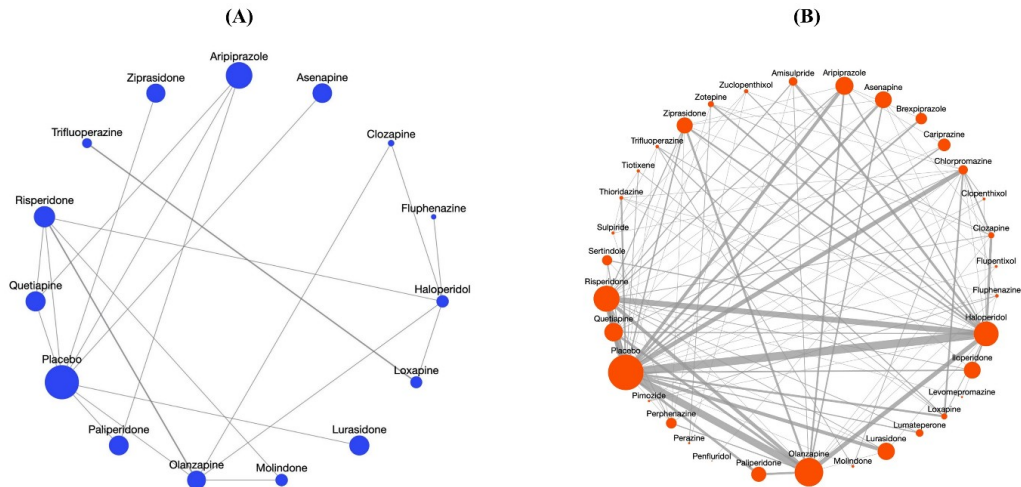 (A)
Aripiprazole
Ziprasidone
Asenapine
Trifluoperazine
Clozapine
Risperidone
Fluphenazine
Quetiapine
Haloperidol
Placebo
Loxapine
Paliperidone
Lurasidone
Olanzapine
Molindone
(B)
Amisulpride
Aripiprazole
Zuclopenthixol
Asenapine
Zotepine
Brexpiprazole
Ziprasidone
Cariprazine
Trifluoperazine
Chlorpromazine
Tiotixene
Clopenthixol
Thioridazine
Clozapine
Sulpiride
Flupentixol
Sertindole
Fluphenazine
Risperidone
Haloperidol
Quetiapine
Iloperidone
Placebo
Levomepromazine
Pimozide
Loxapine
Perphenazine
Lumateperone
Perazine
Lurasidone
Penfluridol
Molindone
Paliperidone
Olanzapine